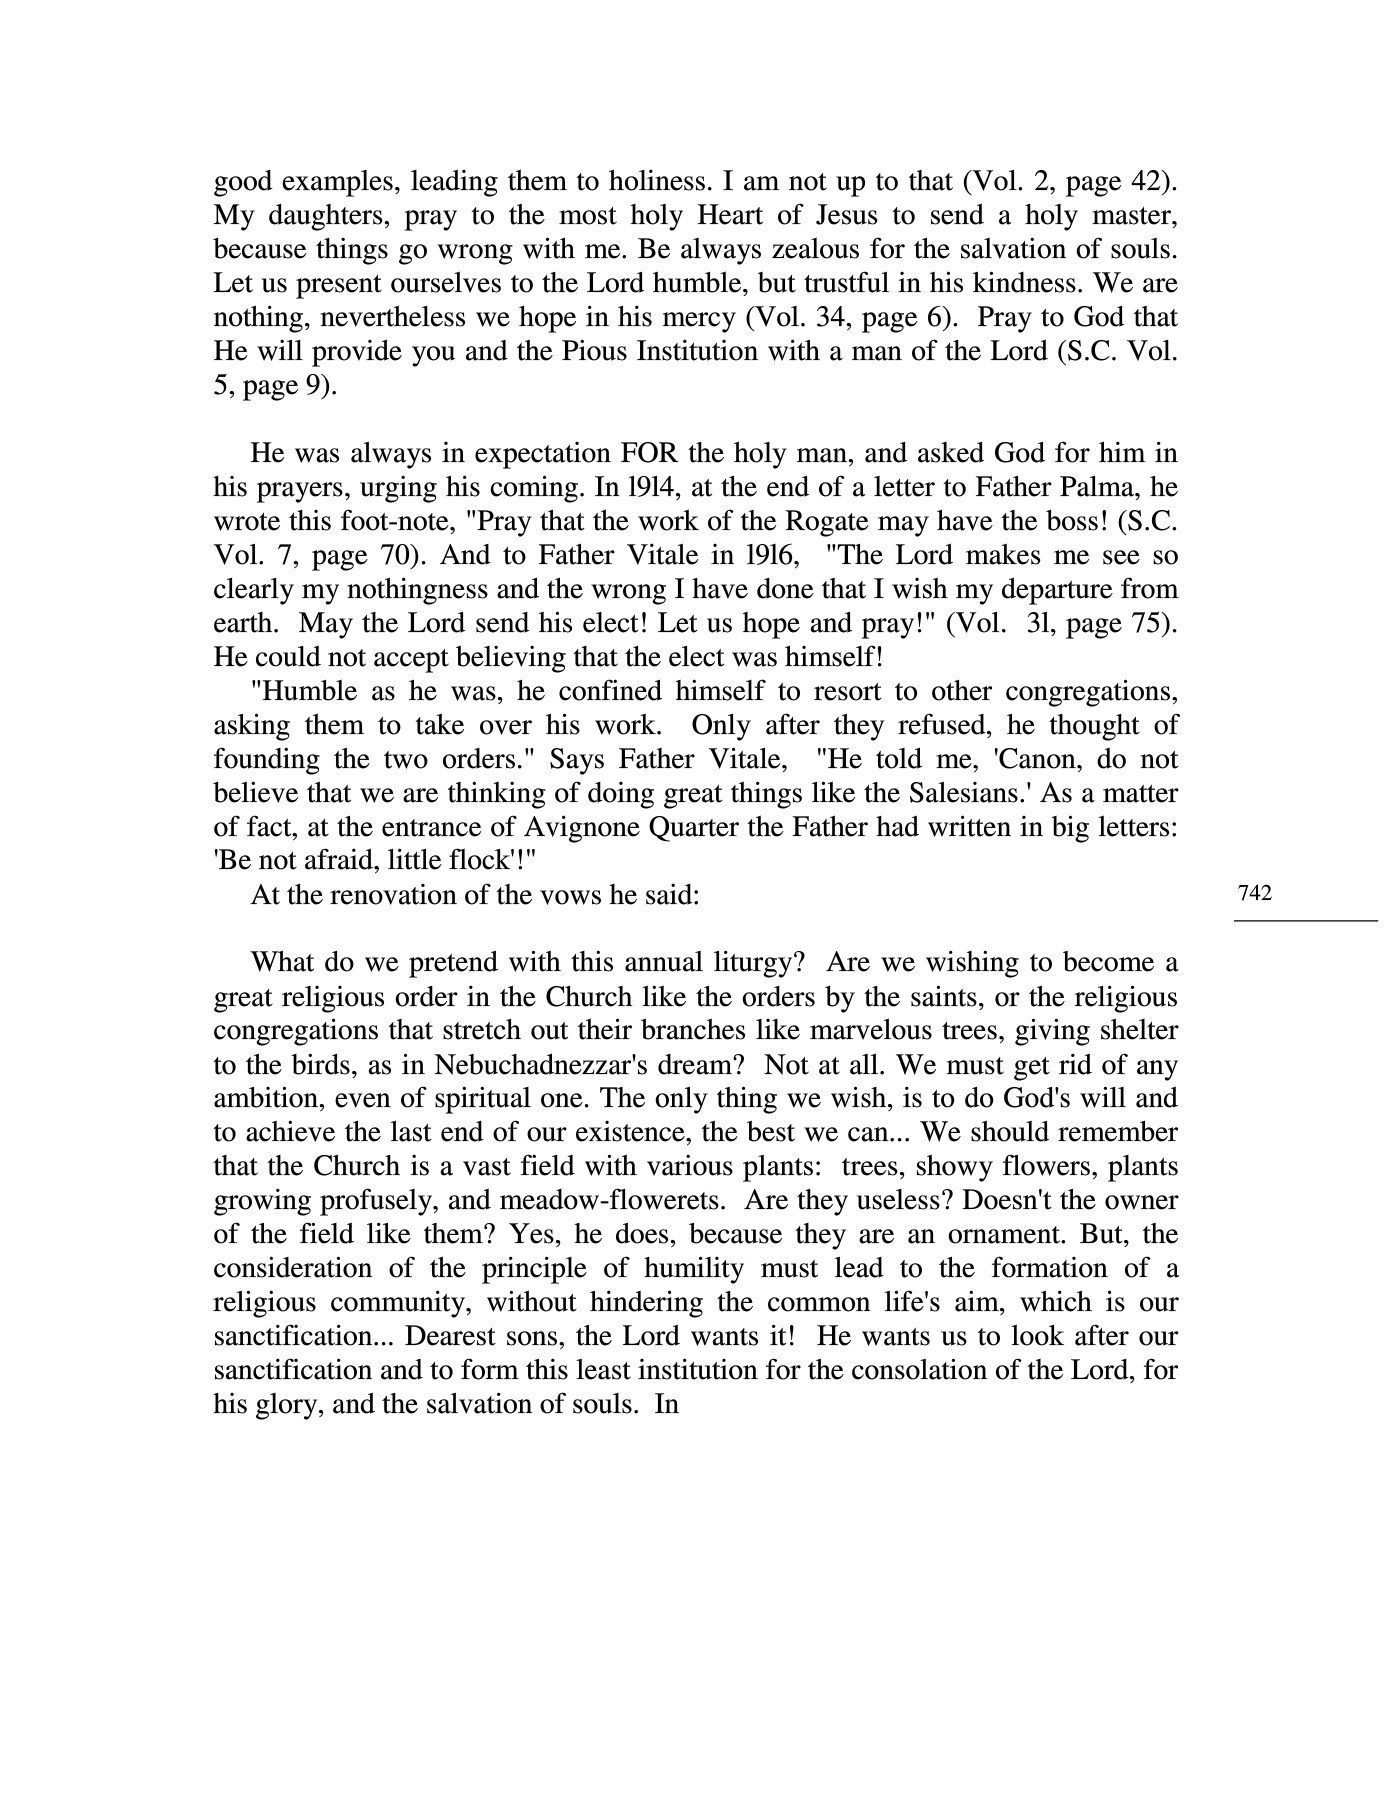 good examples, leading them to holiness. I am not up to that (Vol. 2, page 42).
My daughters, pray to the most holy Heart of Jesus to send a holy master,
because things go wrong with me. Be always zealous for the salvation of souls.
Let us present ourselves to the Lord humble, but trustful in his kindness. We are
nothing, nevertheless we hope in his mercy (Vol. 34, page 6).  Pray to God that
He will provide you and the Pious Institution with a man of the Lord (S.C. Vol.
5, page 9).
He was always in expectation FOR the holy man, and asked God for him in
his prayers, urging his coming. In 1914, at the end of a letter to Father Palma, he
wrote this foot-note, "Pray that the work of the Rogate may have the boss! (S.C.
Vol. 7, page 70). And to Father Vitale in 1916,  "The Lord makes me see so
clearly my nothingness and the wrong I have done that I wish my departure from
earth.  May the Lord send his elect! Let us hope and pray!" (Vol.  3l, page 75).
He could not accept believing that the elect was himself!
"Humble as he was, he confined himself to resort to other congregations,
asking them to take over his work.  Only after they refused, he thought of
founding the two orders." Says Father Vitale,  "He told me, 'Canon, do not
believe that we are thinking of doing great things like the Salesians.' As a matter
of fact, at the entrance of Avignone Quarter the Father had written in big letters:
'Be not afraid, little flock'!"
At the renovation of the vows he said:
742
What do we pretend with this annual liturgy?  Are we wishing to become a
great religious order in the Church like the orders by the saints, or the religious
congregations that stretch out their branches like marvelous trees, giving shelter
to the birds, as in Nebuchadnezzar's dream?  Not at all. We must get rid of any
ambition, even of spiritual one. The only thing we wish, is to do God's will and
to achieve the last end of our existence, the best we can... We should remember
that the Church is a vast field with various plants:  trees, showy flowers, plants
growing profusely, and meadow-flowerets.  Are they useless? Doesn't the owner
of the field like them? Yes, he does, because they are an ornament. But, the
consideration of the principle of humility must lead to the formation of a
religious community, without hindering the common life's aim, which is our
sanctification... Dearest sons, the Lord wants it!  He wants us to look after our
sanctification and to form this least institution for the consolation of the Lord, for
his glory, and the salvation of souls.  In